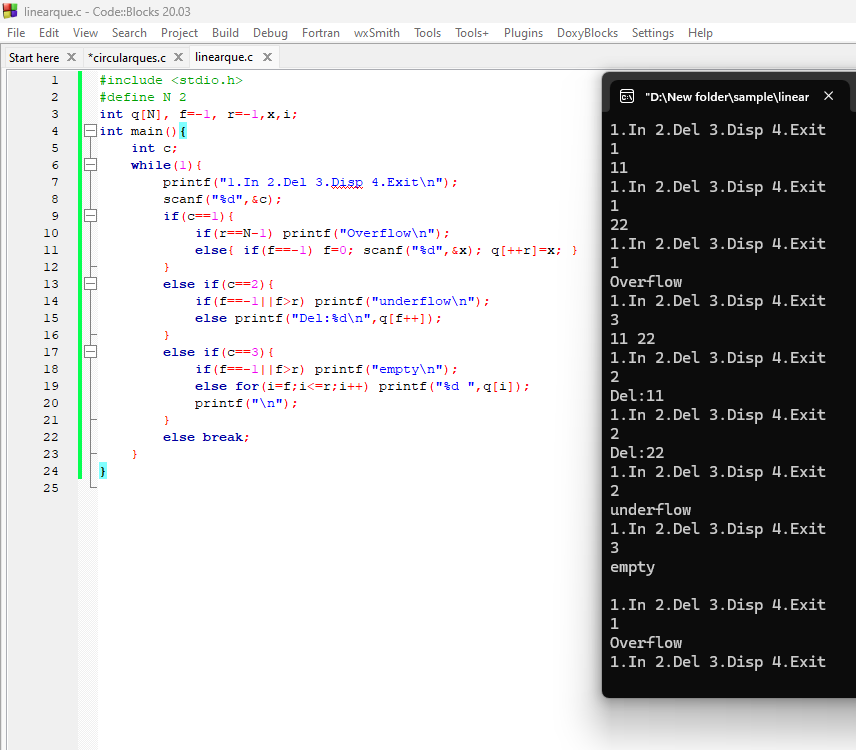 linearque.c - Code::Blocks 20.03
File Edit View Search Project Build Debug Fortran wxSmith Tools Tools+ Plugins DoxyBlocks Settings Help
Start here X *circularques.c X linearque.c X
1 #include <stdio.h>
2 #define N 2
3 int q[N], f=-1, r=-1,x,i;
4 int main(){
5     int c;
6     while(1){
7         printf("1.In 2.Del 3.Disp 4.Exit\n");
8         scanf("%d",&c);
9         if(c==1){
10             if(r==N-1) printf("Overflow\n");
11             else{ if(f==-1) f=0; scanf("%d",&x); q[++r]=x; }
12         }
13         else if(c==2){
14             if(f==-1||f>r) printf("underflow\n");
15             else printf("Del:%d\n",q[f++]);
16         }
17         else if(c==3){
18             if(f==-1||f>r) printf("empty\n");
19             else for(i=f;i<=r;i++) printf("%d ",q[i]);
20             printf("\n");
21         }
22         else break;
23     }
24 }
25
"D:\New folder\sample\linear
1.In 2.Del 3.Disp 4.Exit
1
11
1.In 2.Del 3.Disp 4.Exit
1
22
1.In 2.Del 3.Disp 4.Exit
1
Overflow
1.In 2.Del 3.Disp 4.Exit
3
11 22
1.In 2.Del 3.Disp 4.Exit
2
Del:11
1.In 2.Del 3.Disp 4.Exit
2
Del:22
1.In 2.Del 3.Disp 4.Exit
2
underflow
1.In 2.Del 3.Disp 4.Exit
3
empty
1.In 2.Del 3.Disp 4.Exit
1
Overflow
1.In 2.Del 3.Disp 4.Exit